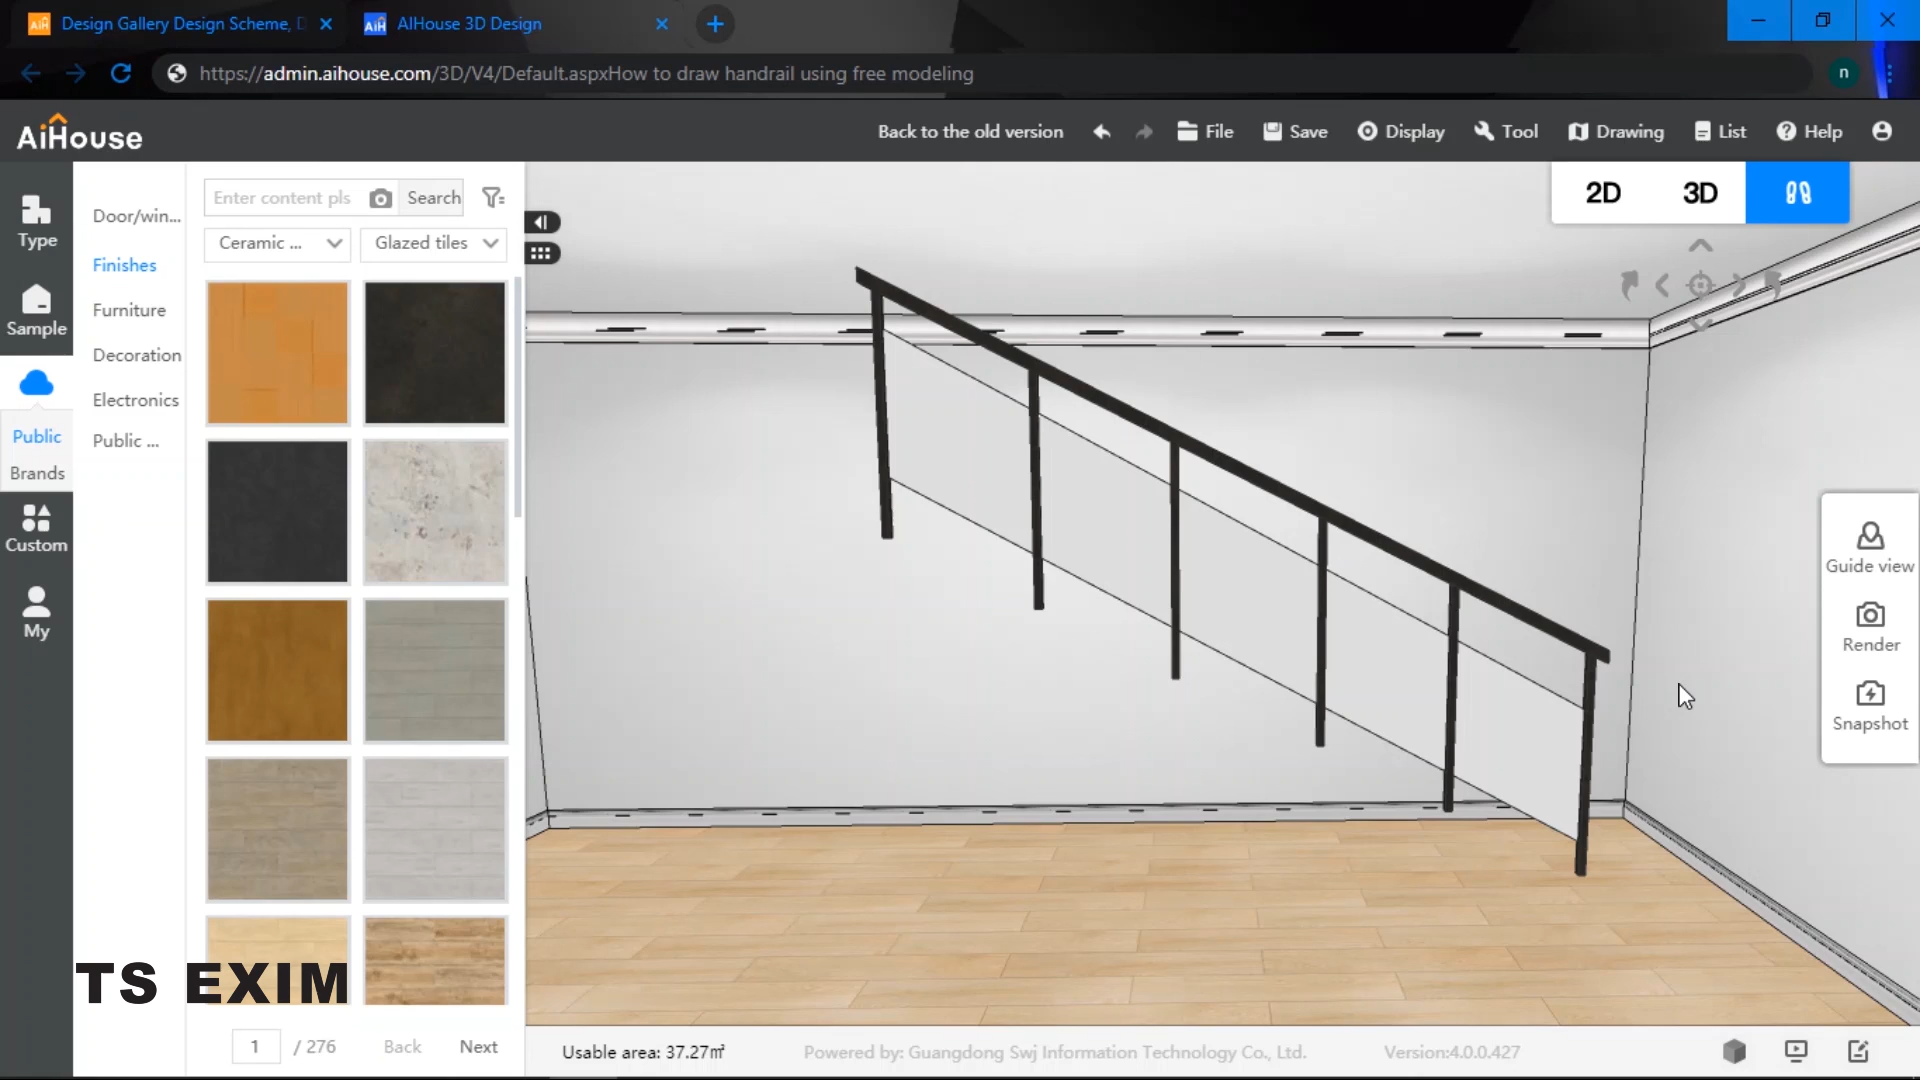 Design Gallery Design Scheme, D
AIHouse 3D Design
https://admin.aihouse.com/3D/V4/Default.aspxHow to draw handrail using free modeling
n
AiHouse
Back to the old version
File
Save
Display
Tool
Drawing
List
Help
Type
Sample
Public
Brands
Custom
My
Door/win...
Finishes
Furniture
Decoration
Electronics
Public ...
Enter content pls
Search
Ceramic ...
Glazed tiles
2D
3D
Guide view
Render
Snapshot
TS EXIM
1
/ 276
Back
Next
Usable area: 37.27㎡
Powered by: Guangdong Swj Information Technology Co., Ltd.
Version:4.0.0.427